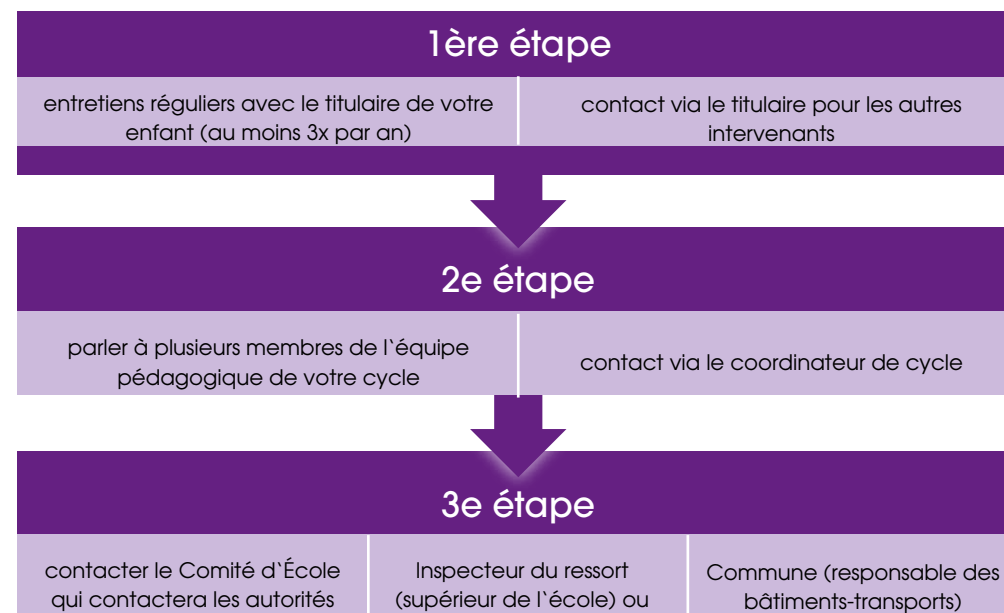 1ère étape
entretiens réguliers avec le titulaire de votre
enfant (au moins 3x par an)
contact via le titulaire pour les autres
intervenants
2e étape
parler à plusieurs membres de l`équipe
pédagogique de votre cycle
contact via le coordinateur de cycle
3e étape
contacter le Comité d`École
qui contactera les autorités
Inspecteur du ressort
(supérieur de l`école) ou
Commune (responsable des
bâtiments-transports)